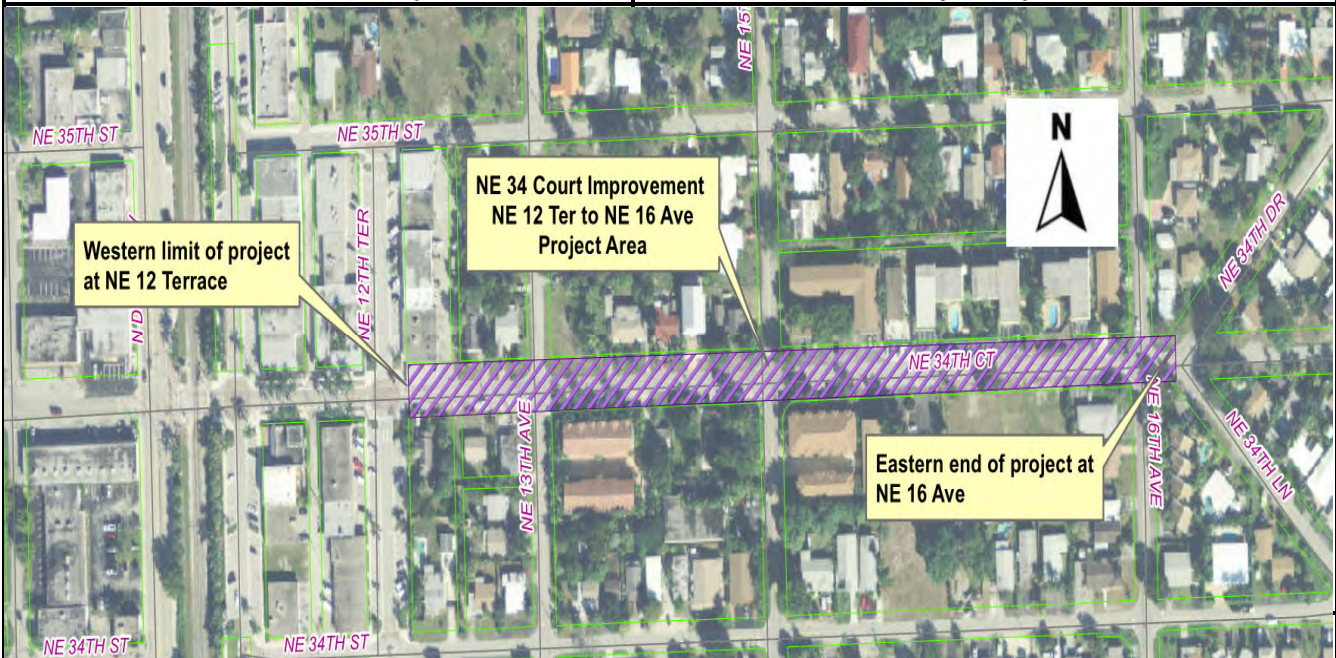 NE 15
N
NE 35TH ST
NE 35TH ST
NE 34 Court Improvement
NE 12 Ter to NE 16 Ave
Project Area
Western limit of project
at NE 12 Terrace
N D
NE 12TH TER
NE 34TH DR
NE 34TH CT
NE 13TH AVE
Eastern end of project at
NE 16 Ave
NE 16TH AVE
NE 34TH LN
NE 34TH ST
NE 34TH ST